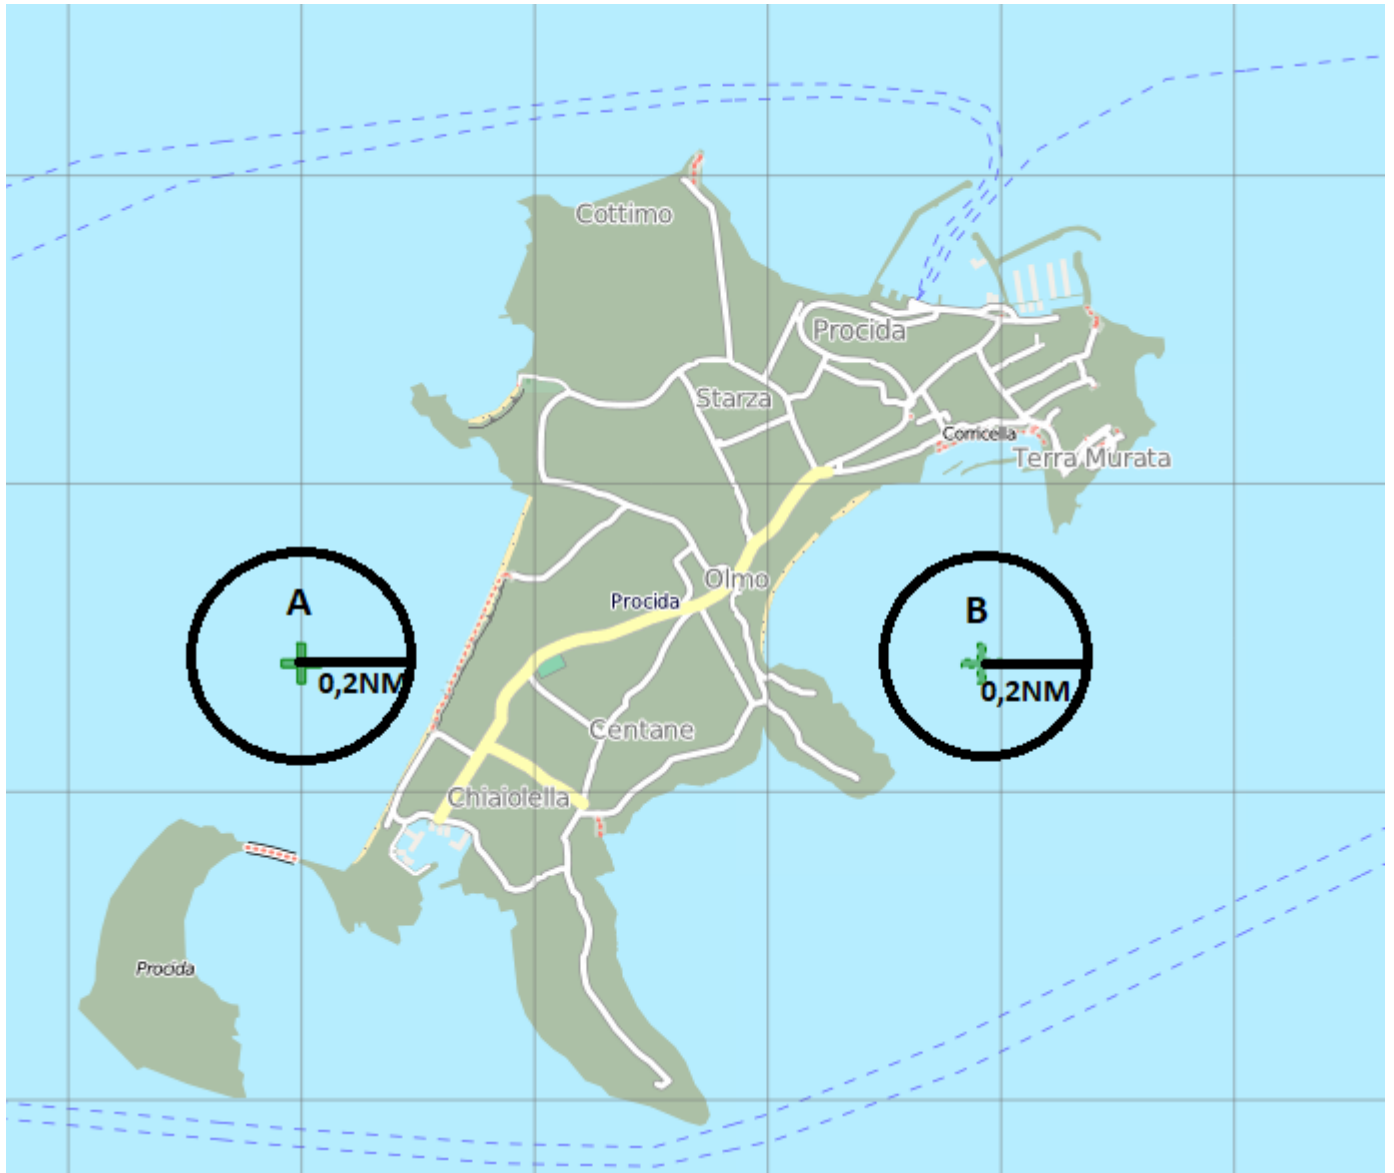 Cottimo
Procida
Starza
Corricella
Terra Murata
Olmo
Procida
A
0,2NM
B
0,2NM
Centane
Chiaiolella
Procida